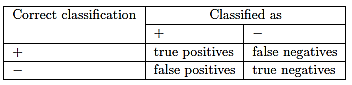 Correct classification Classified as
+ −
+ true positives false negatives
− false positives true negatives